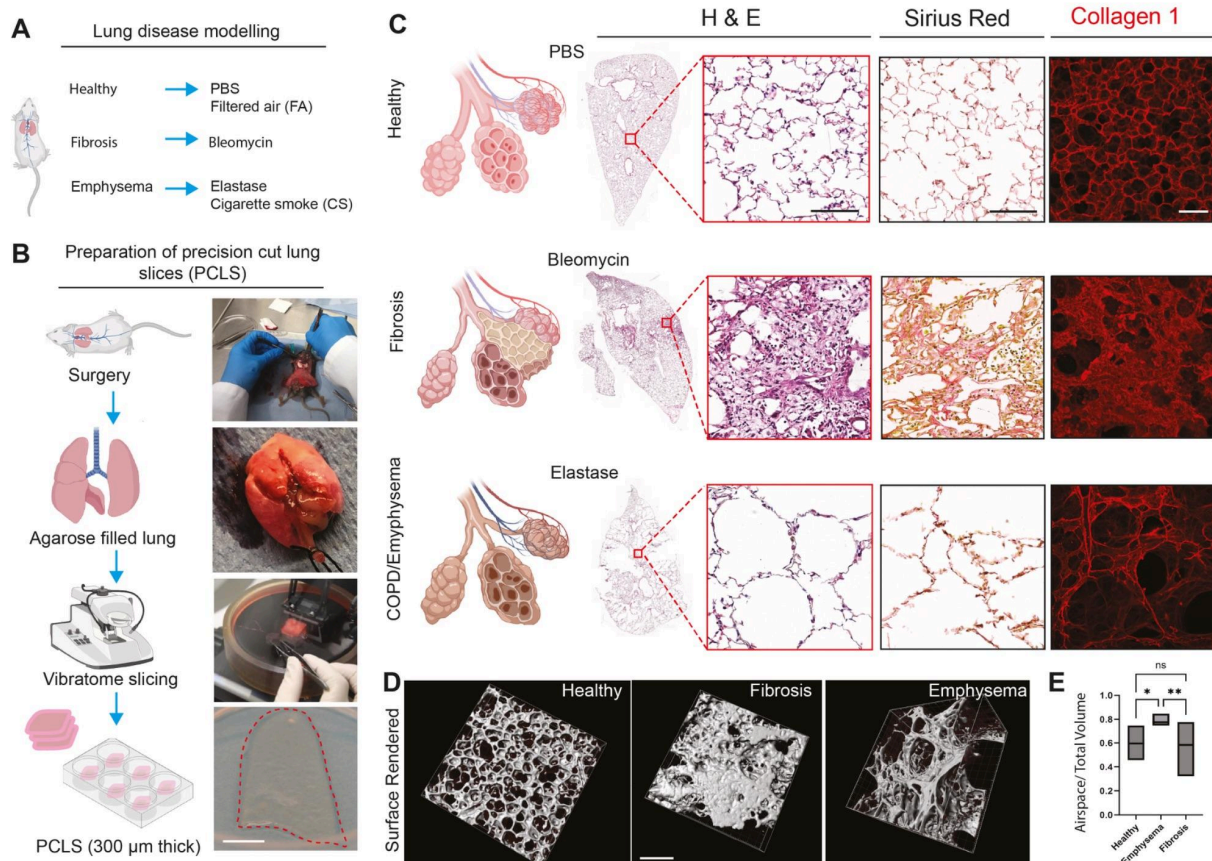 A
Lung disease modelling
Healthy
PBS
Filtered air (FA)
Fibrosis
Bleomycin
Emphysema
Elastase
Cigarette smoke (CS)
B
Preparation of precision cut lung
slices (PCLS)
Surgery
Agarose filled lung
Vibratome slicing
PCLS (300 µm thick)
C
H & E
Sirius Red
Collagen 1
Healthy
PBS
Fibrosis
Bleomycin
COPD/Emyphysema
Elastase
D
Surface Rendered
Healthy
Fibrosis
Emphysema
E
ns
*
**
Airspace/ Total Volume
1.0
0.8
0.6
0.4
0.2
0.0
Healthy
Emphysema
Fibrosis